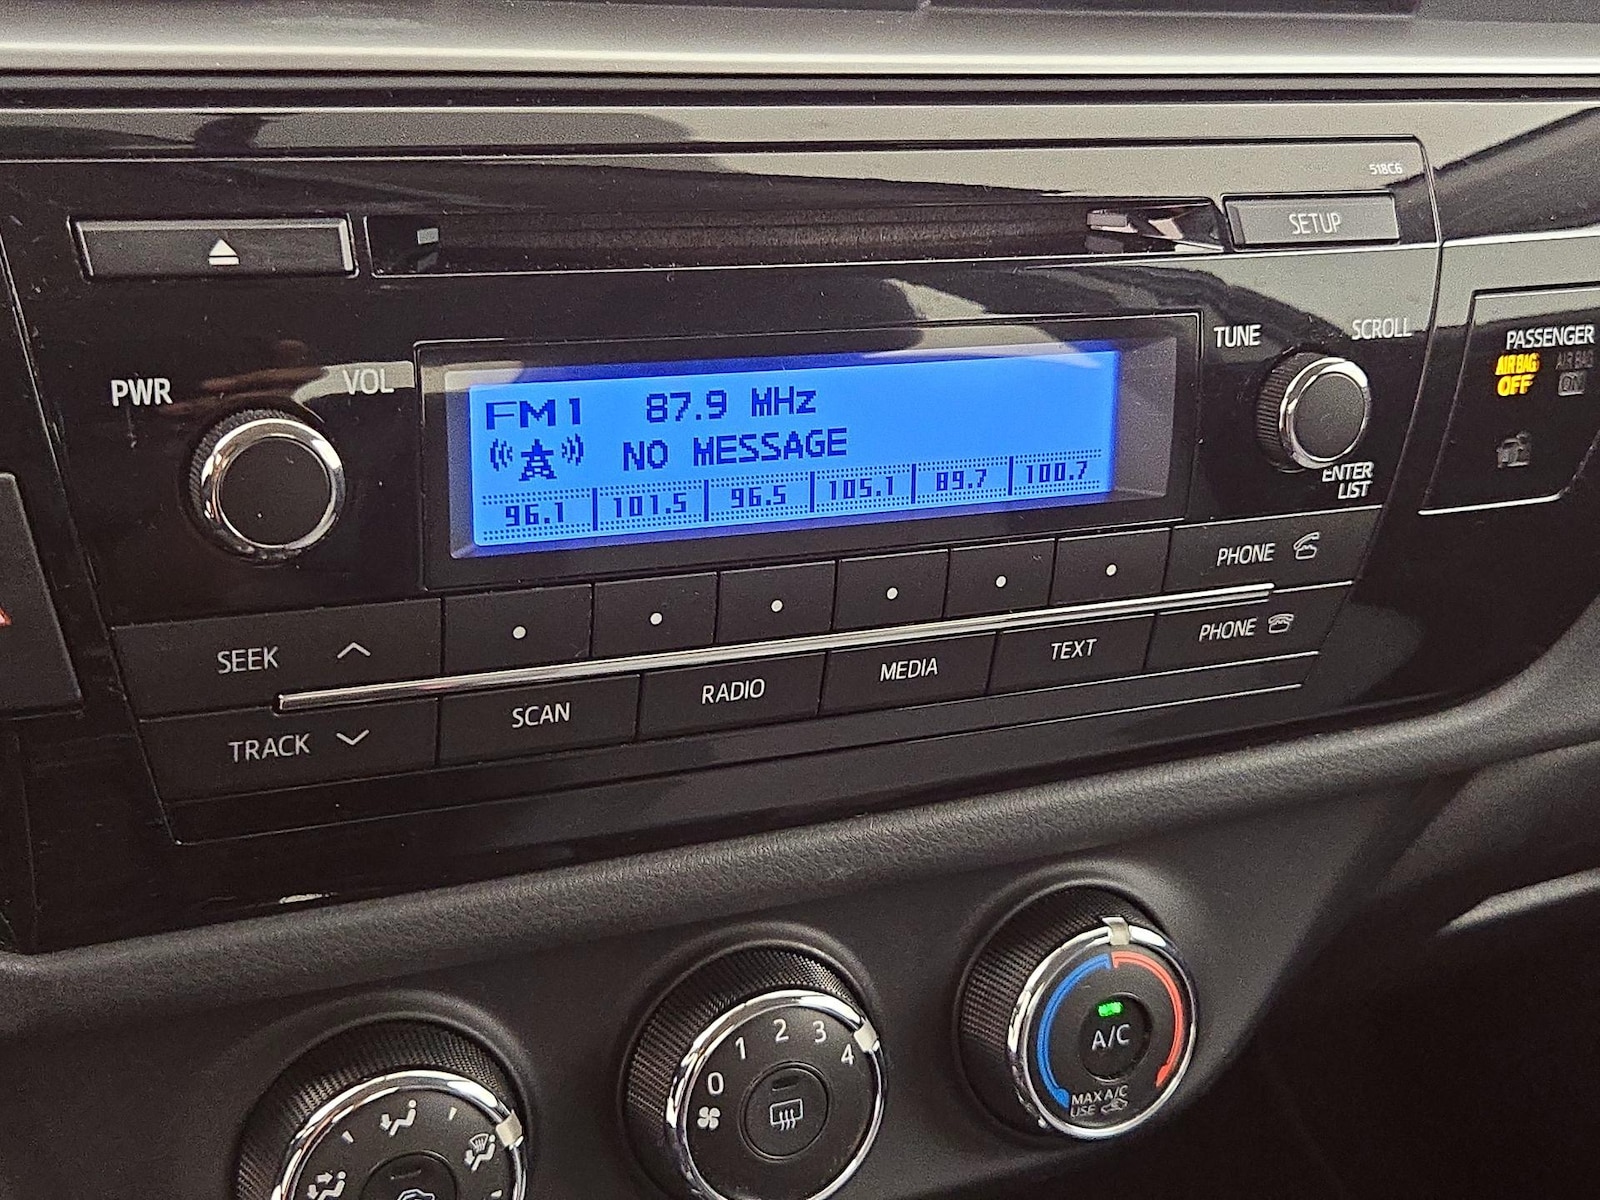 518C6
SETUP
TUNE
SCROLL
PASSENGER
AIR BAG
OFF
AIR BAG
ON
PWR
VOL
FM1 87.9 MHz
NO MESSAGE
96.1 101.5 96.5 105.1 89.7 100.7
ENTER
LIST
PHONE
SEEK
PHONE
TRACK
SCAN
RADIO
MEDIA
TEXT
0 1 2 3 4
A/C
MAX A/C
USE